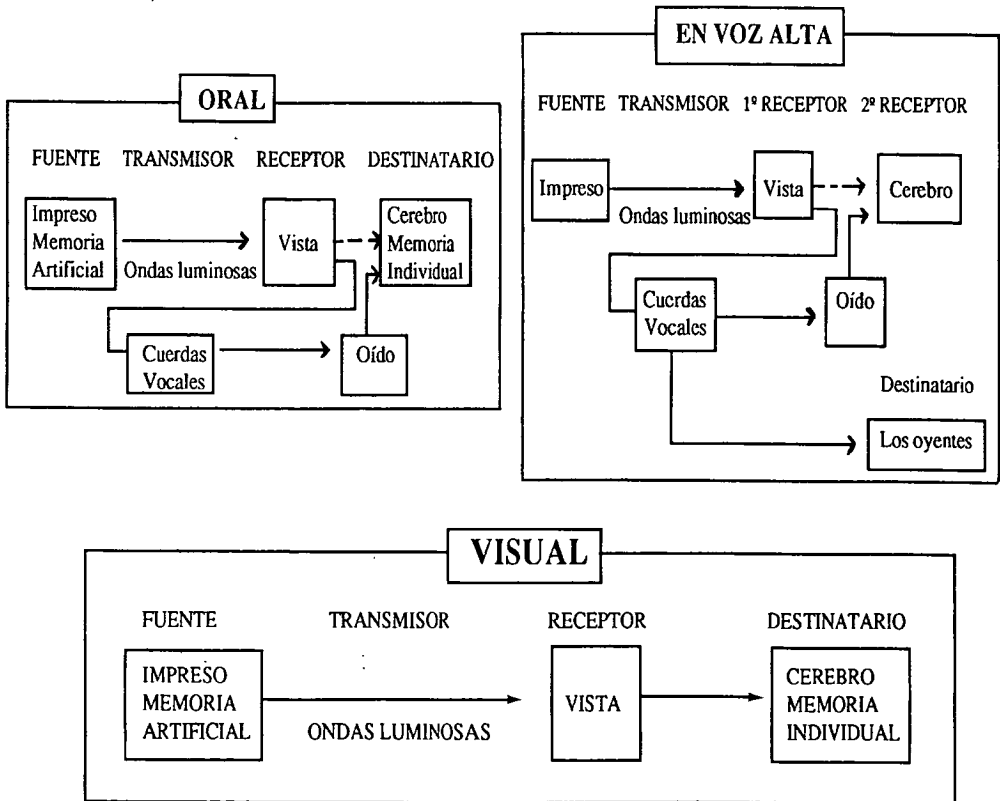 ORAL
FUENTE TRANSMISOR RECEPTOR DESTINATARIO
Impreso
Memoria
Artificial
Ondas luminosas
Vista
Cerebro
Memoria
Individual
Cuerdas
Vocales
Oído
EN VOZ ALTA
FUENTE TRANSMISOR 1º RECEPTOR 2º RECEPTOR
Impreso
Ondas luminosas
Vista
Cerebro
Cuerdas
Vocales
Oído
Destinatario
Los oyentes
VISUAL
FUENTE TRANSMISOR RECEPTOR DESTINATARIO
IMPRESO
MEMORIA
ARTIFICIAL
ONDAS LUMINOSAS
VISTA
CEREBRO
MEMORIA
INDIVIDUAL